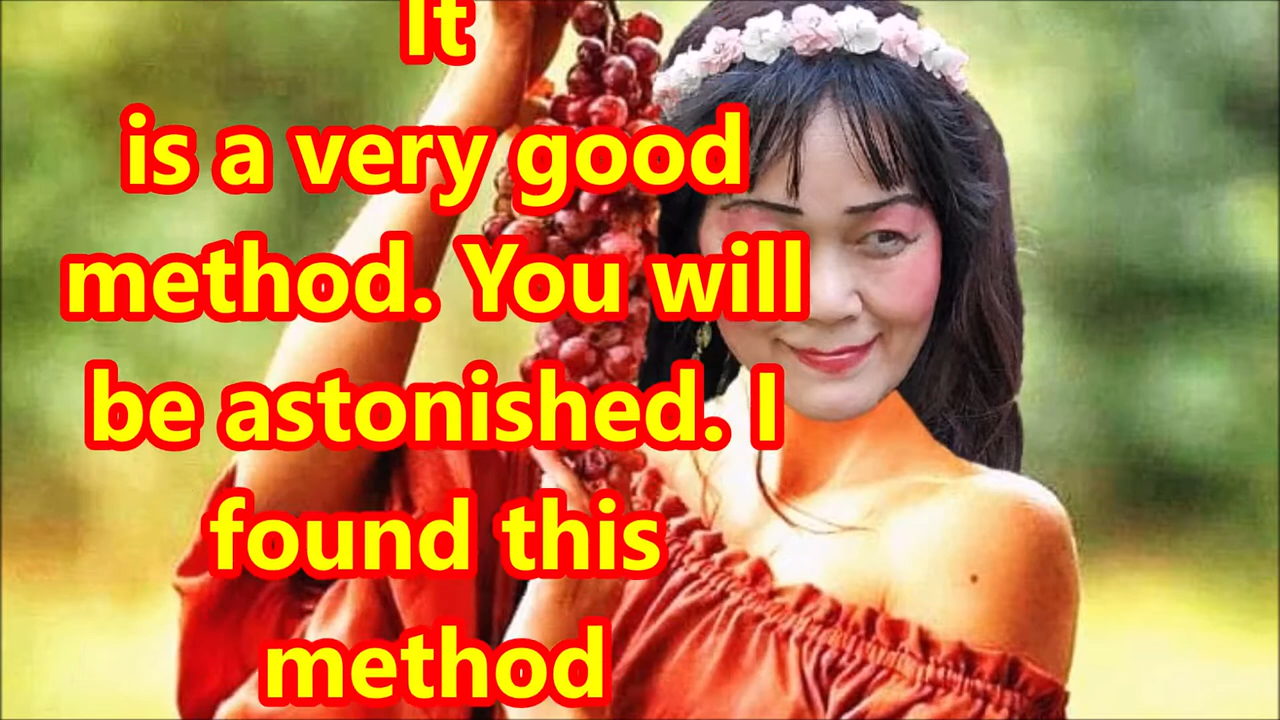 It
is a very good
method. You will
be astonished. I
found this
method